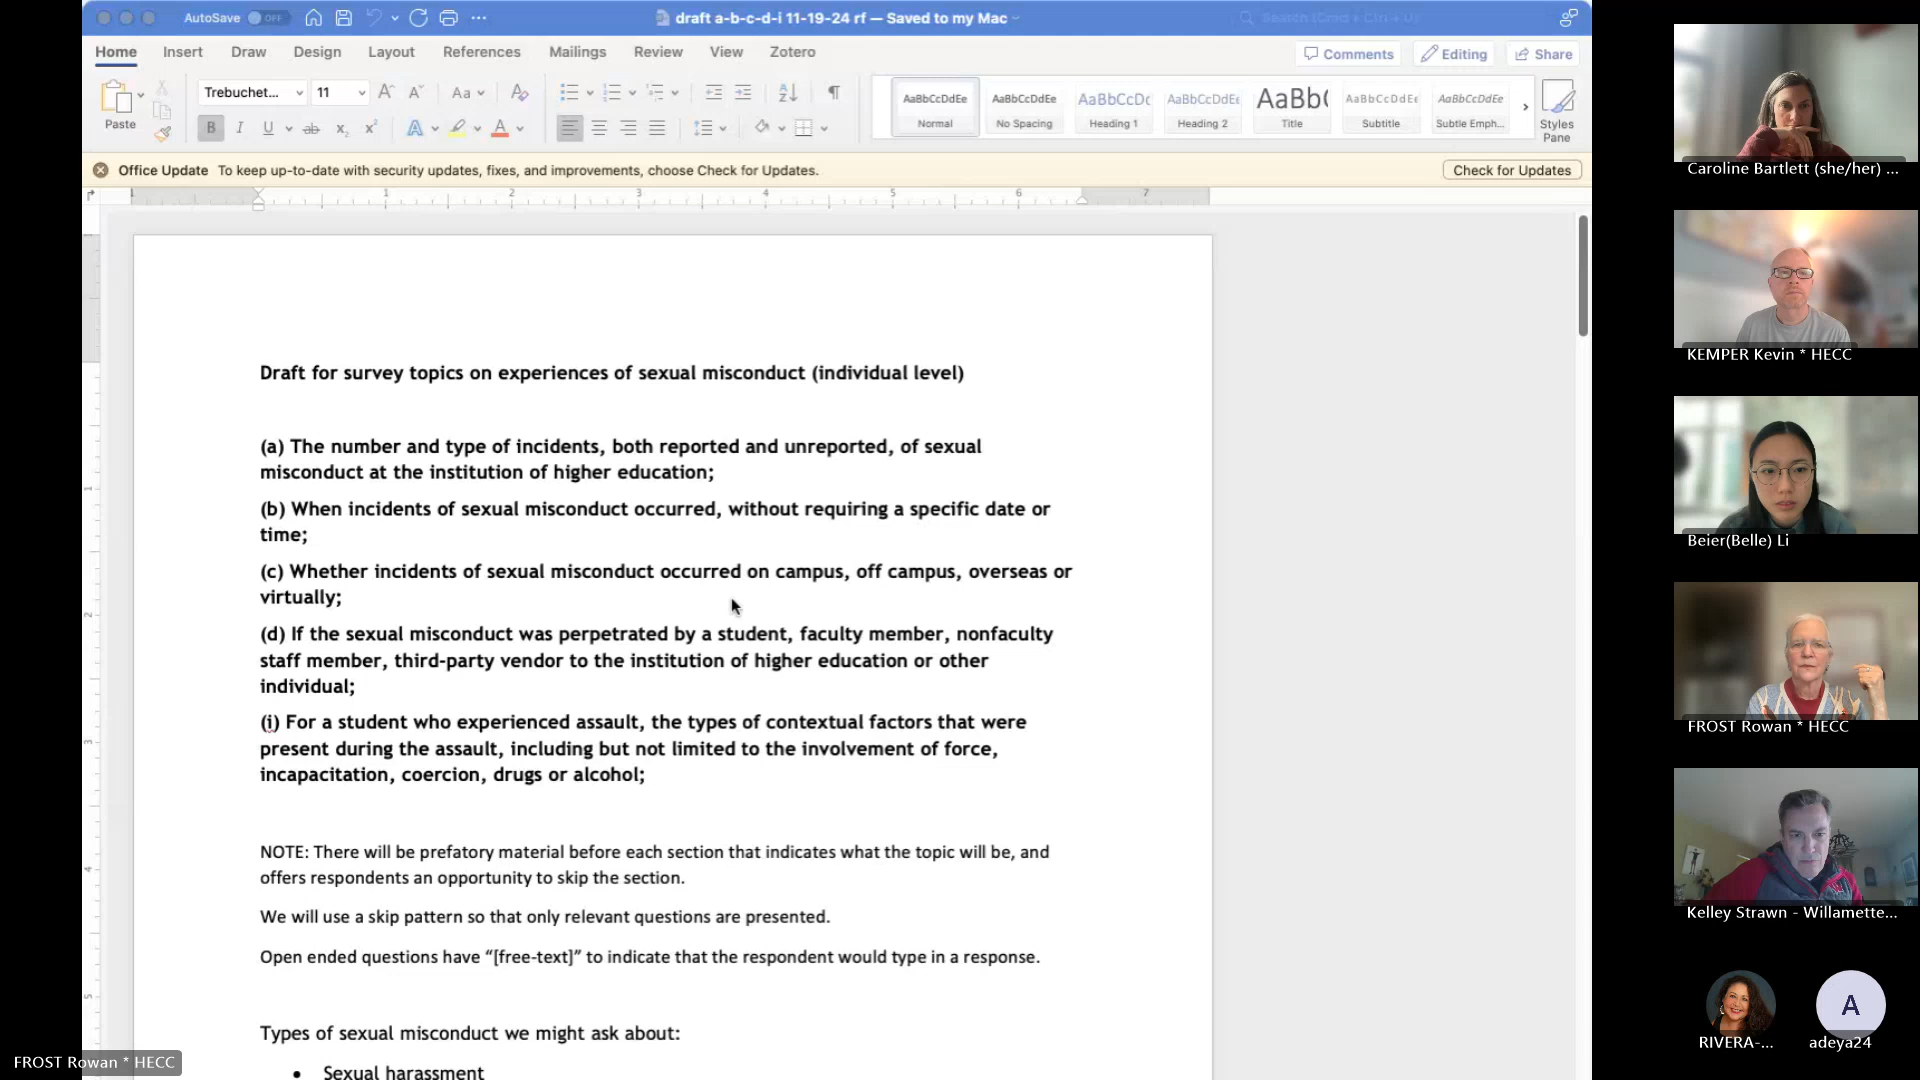 AutoSave OFF
draft a-b-c-d-i 11-19-24 rf — Saved to my Mac
Search (Cmd + Ctrl + U)
Home Insert Draw Design Layout References Mailings Review View Zotero
Comments Editing Share
Paste
Trebuchet... 11
AaBbCcDdEe Normal
AaBbCcDdEe No Spacing
AaBbCcDc Heading 1
AaBbCcDdEe Heading 2
AaBb( Title
AaBbCcDdEe Subtitle
AaBbCcDdEe Subtle Emph...
Styles Pane
Office Update To keep up-to-date with security updates, fixes, and improvements, choose Check for Updates.
Check for Updates
1 1 2 3 4 5 6 7
Draft for survey topics on experiences of sexual misconduct (individual level)
(a) The number and type of incidents, both reported and unreported, of sexual
misconduct at the institution of higher education;
(b) When incidents of sexual misconduct occurred, without requiring a specific date or
time;
(c) Whether incidents of sexual misconduct occurred on campus, off campus, overseas or
virtually;
(d) If the sexual misconduct was perpetrated by a student, faculty member, nonfaculty
staff member, third-party vendor to the institution of higher education or other
individual;
(i) For a student who experienced assault, the types of contextual factors that were
present during the assault, including but not limited to the involvement of force,
incapacitation, coercion, drugs or alcohol;
NOTE: There will be prefatory material before each section that indicates what the topic will be, and
offers respondents an opportunity to skip the section.
We will use a skip pattern so that only relevant questions are presented.
Open ended questions have “[free-text]” to indicate that the respondent would type in a response.
Types of sexual misconduct we might ask about:
• Sexual harassment
FROST Rowan * HECC
Caroline Bartlett (she/her) ...
KEMPER Kevin * HECC
Beier(Belle) Li
FROST Rowan * HECC
Kelley Strawn - Willamette...
RIVERA-...
A
adeya24